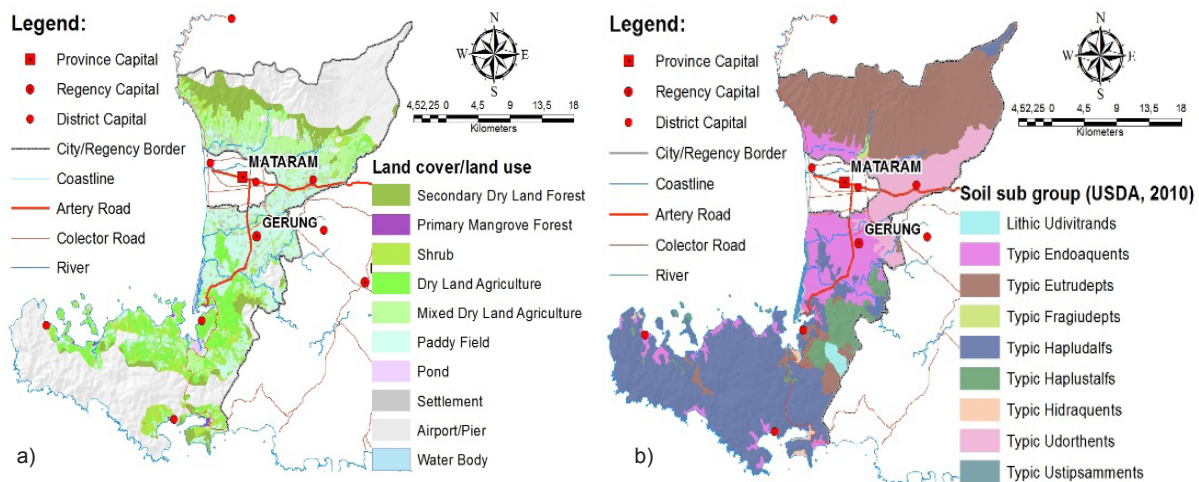 Legend:
Province Capital
Regency Capital
District Capital
City/Regency Border
Coastline
Artery Road
Colector Road
River
N
W
E
S
4,52,25 0 4,5 9 13,5 18
Kilometers
MATARAM
GERUNG
Land cover/land use
Secondary Dry Land Forest
Primary Mangrove Forest
Shrub
Dry Land Agriculture
Mixed Dry Land Agriculture
Paddy Field
Pond
Settlement
Airport/Pier
Water Body
a)
Legend:
Province Capital
Regency Capital
District Capital
City/Regency Border
Coastline
Artery Road
Colector Road
River
N
W
E
S
4,52,25 0 4,5 9 13,5 18
Kilometers
MATARAM
GERUNG
Soil sub group (USDA, 2010)
Lithic Udivitrands
Typic Endoaquents
Typic Eutrudepts
Typic Fragiudepts
Typic Hapludalfs
Typic Haplustalfs
Typic Hidraquents
Typic Udorthents
Typic Ustipsamments
b)